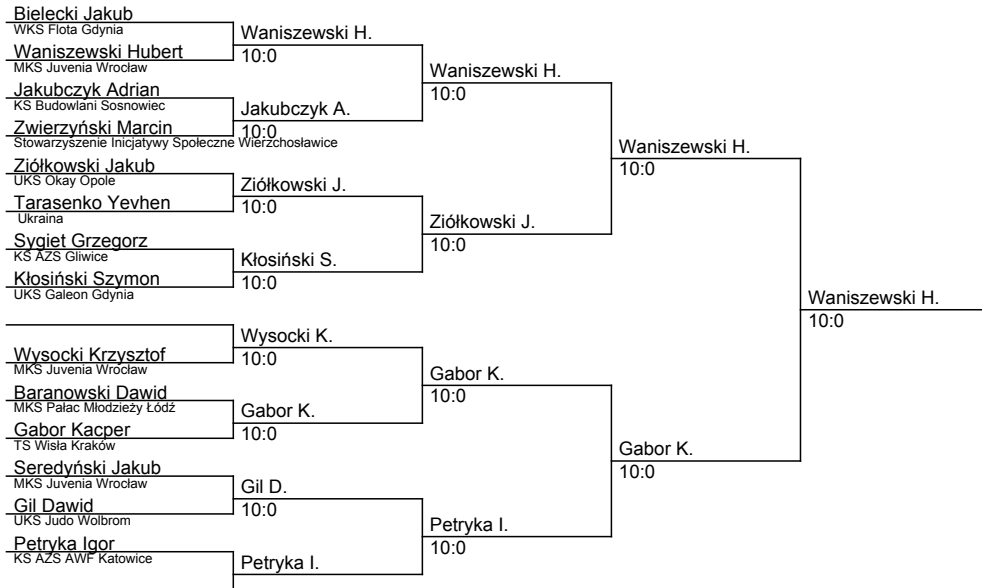 Bielecki Jakub
WKS Flota Gdynia
Waniszewski Hubert
MKS Juvenia Wrocław
Jakubczyk Adrian
KS Budowlani Sosnowiec
Zwierzyński Marcin
Stowarzyszenie Inicjatywy Społeczne Wierzchosławice
Ziółkowski Jakub
UKS Okay Opole
Tarasenko Yevhen
Ukraina
Sygiet Grzegorz
KS AZS Gliwice
Kłosiński Szymon
UKS Galeon Gdynia
Wysocki Krzysztof
MKS Juvenia Wrocław
Baranowski Dawid
MKS Pałac Młodzieży Łódź
Gabor Kacper
TS Wisła Kraków
Seredyński Jakub
MKS Juvenia Wrocław
Gil Dawid
UKS Judo Wolbrom
Petryka Igor
KS AZS AWF Katowice
Waniszewski H.
10:0
Jakubczyk A.
10:0
Ziółkowski J.
10:0
Kłosiński S.
10:0
Wysocki K.
10:0
Gabor K.
10:0
Gil D.
10:0
Petryka I.
Waniszewski H.
10:0
Ziółkowski J.
10:0
Gabor K.
10:0
Petryka I.
10:0
Waniszewski H.
10:0
Gabor K.
10:0
Waniszewski H.
10:0